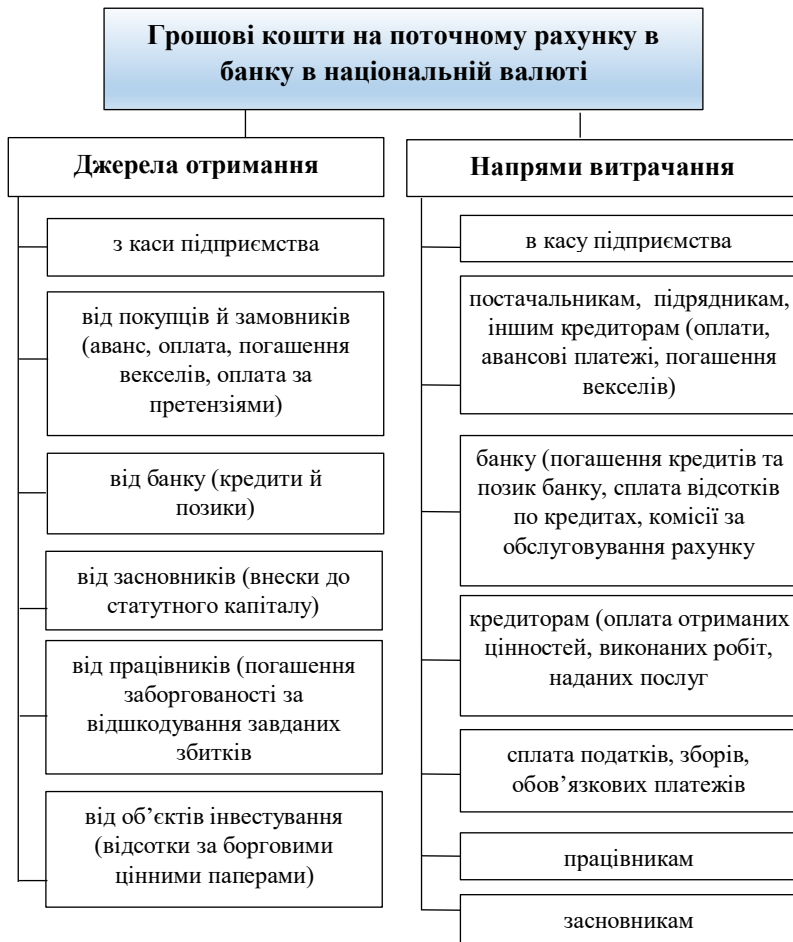 Грошові кошти на поточному рахунку в
банку в національній валюті
Джерела отримання
з каси підприємства
від покупців й замовників
(аванс, оплата, погашення
векселів, оплата за
претензіями)
від банку (кредити й
позики)
від засновників (внески до
статутного капіталу)
від працівників (погашення
заборгованості за
відшкодування завданих
збитків
від об’єктів інвестування
(відсотки за борговими
цінними паперами)
Напрями витрачання
в касу підприємства
постачальникам, підрядникам,
іншим кредиторам (оплати,
авансові платежі, погашення
векселів)
банку (погашення кредитів та
позик банку, сплата відсотків
по кредитах, комісії за
обслуговування рахунку
кредиторам (оплата отриманих
цінностей, виконаних робіт,
наданих послуг
сплата податків, зборів,
обов’язкових платежів
працівникам
засновникам